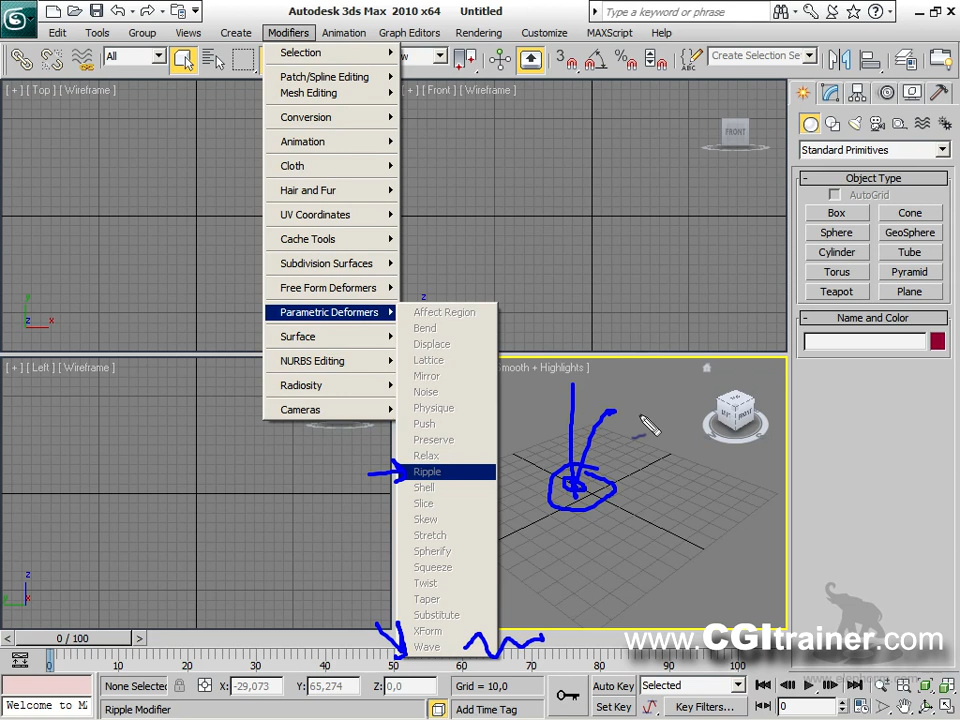 Autodesk 3ds Max 2010 x64 Untitled
Type a keyword or phrase
Edit Tools Group Views Create Modifiers Animation Graph Editors Rendering Customize MAXScript Help
All
Create Selection Se
[ + ] [ Top ] [ Wireframe ]
[ + ] [ Front ] [ Wireframe ]
FRONT
Selection
Patch/Spline Editing
Mesh Editing
Conversion
Animation
Cloth
Hair and Fur
UV Coordinates
Cache Tools
Subdivision Surfaces
Free Form Deformers
Parametric Deformers
Surface
NURBS Editing
Radiosity
Cameras
Affect Region
Bend
Displace
Lattice
Mirror
Noise
Physique
Push
Preserve
Relax
Ripple
Shell
Slice
Skew
Stretch
Spherify
Squeeze
Twist
Taper
Substitute
XForm
Wave
Standard Primitives
- Object Type
AutoGrid
Box Cone
Sphere GeoSphere
Cylinder Tube
Torus Pyramid
Teapot Plane
- Name and Color
[ + ] [ Left ] [ Wireframe ]
mooth + Highlights ]
www.CGItrainer.com
< 0 / 100 >
0 10 20 30 40 50 60 70 80 90 100
None Selected X: -29,073 Y: 65,274 Z: 0,0 Grid = 10,0
Auto Key Selected
Welcome to M
Ripple Modifier
Add Time Tag
Set Key Key Filters... 0